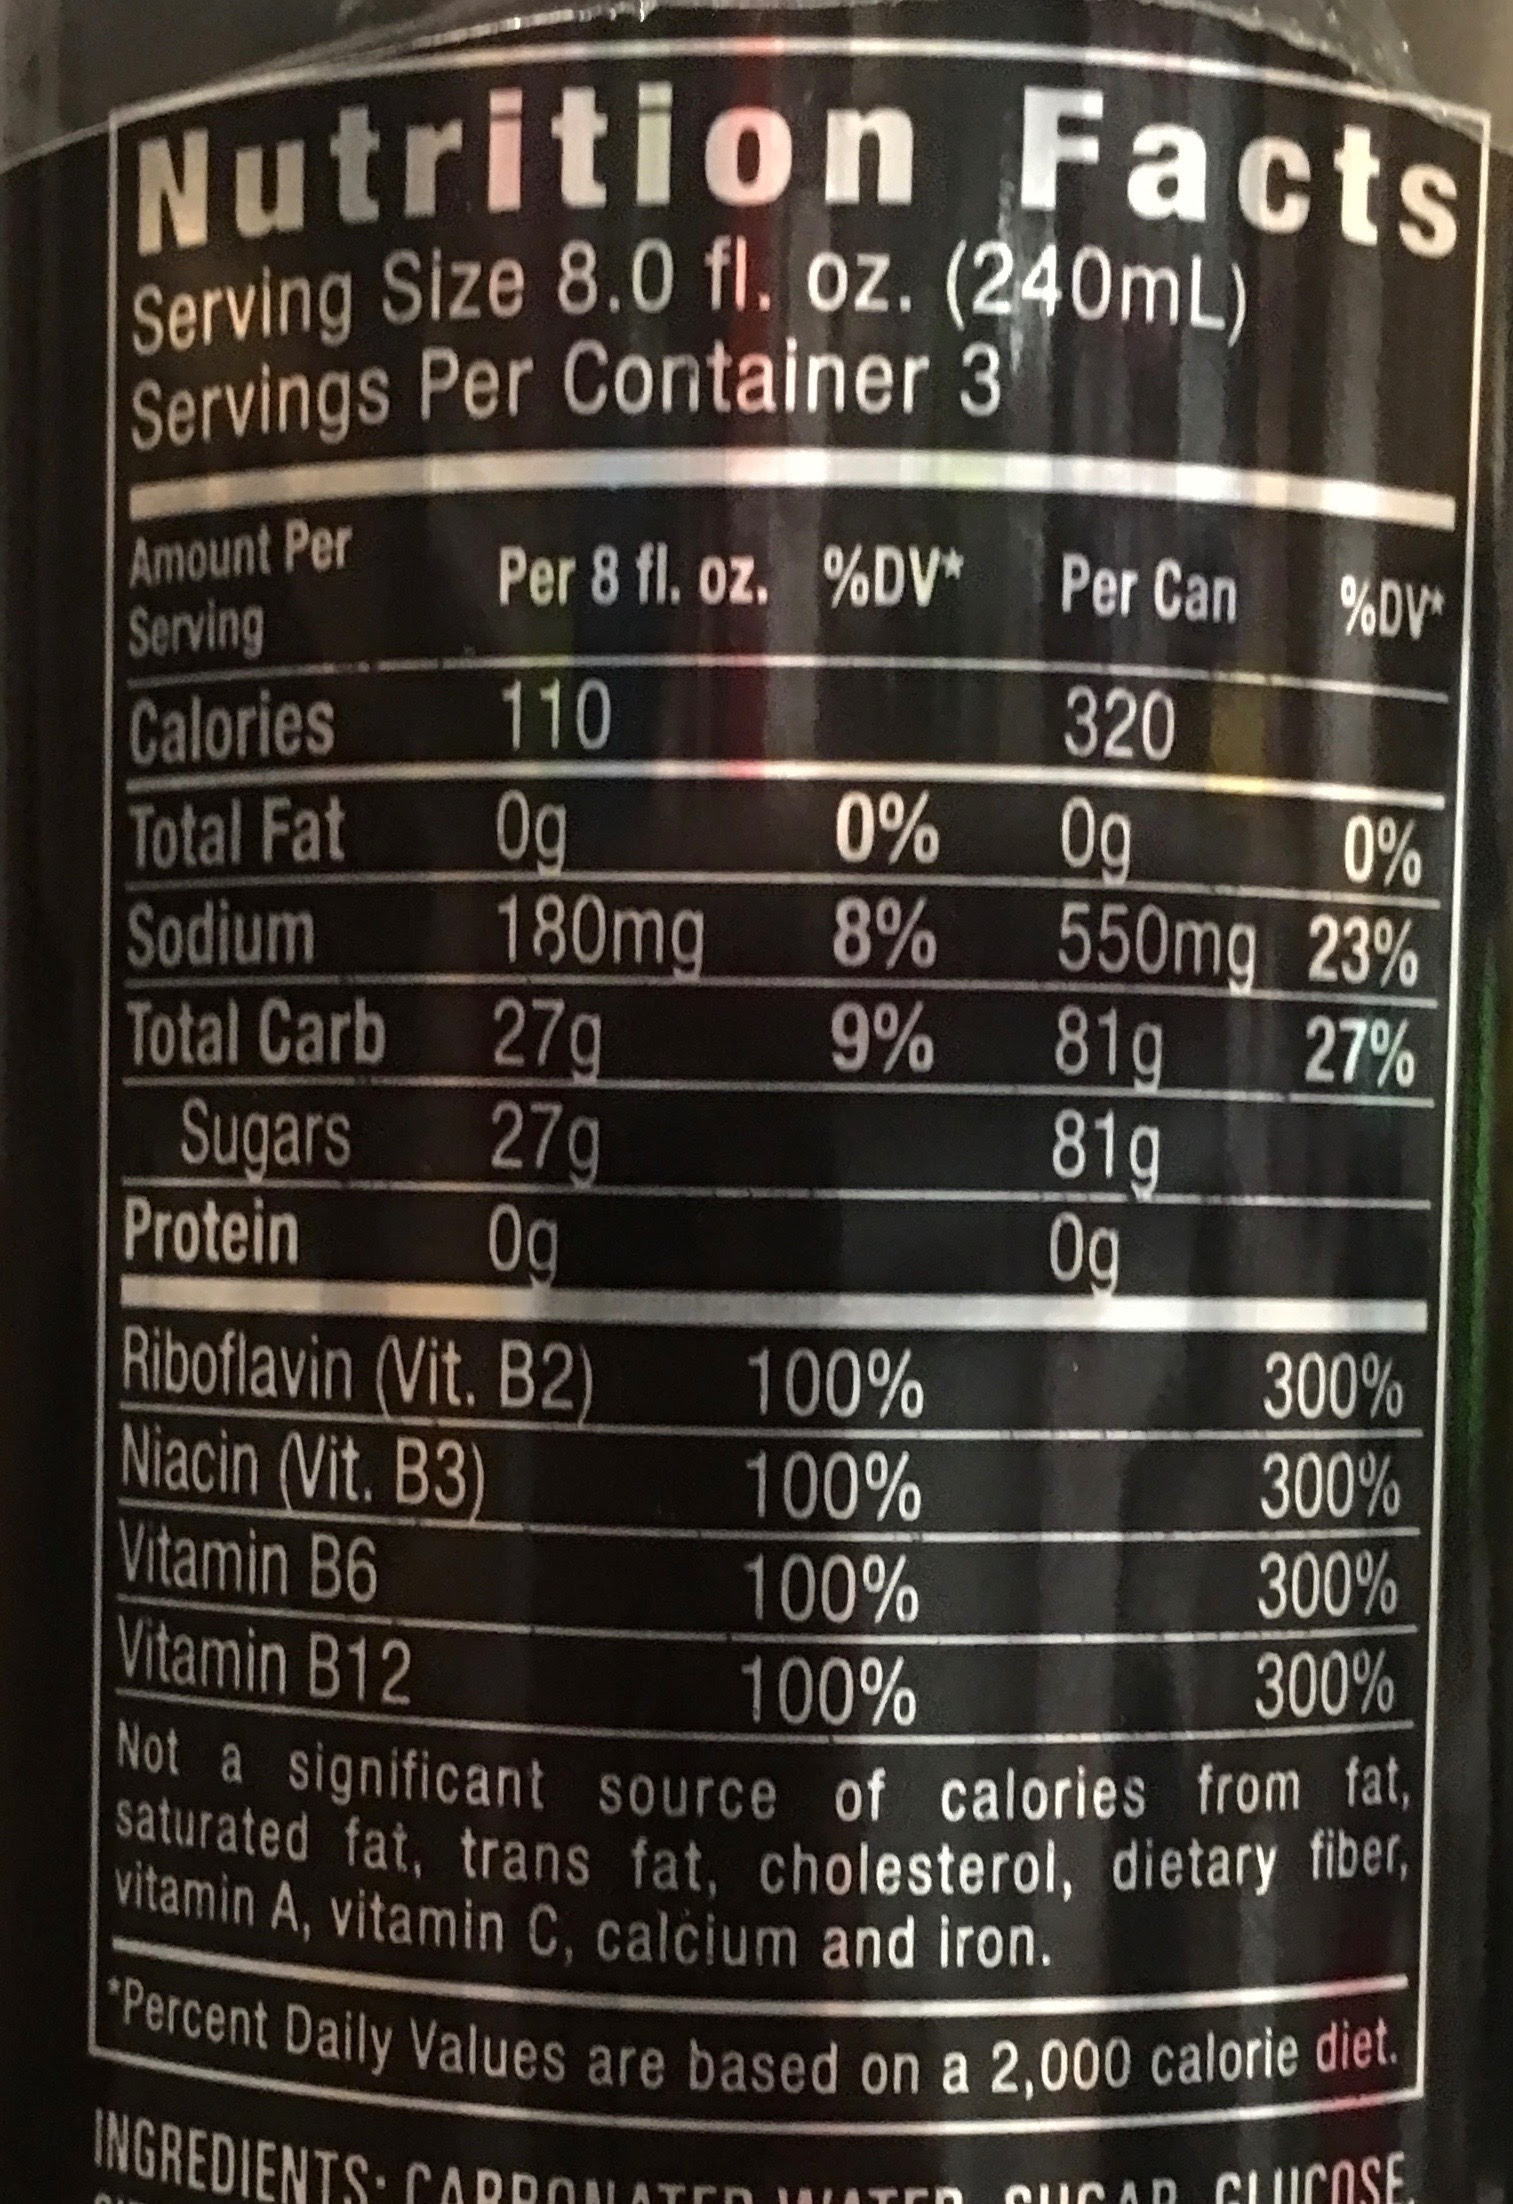 Nutrition Facts
Serving Size 8.0 fl. oz. (240mL)
Servings Per Container 3
Amount Per Serving Per 8 fl. oz. %DV* Per Can %DV*
Calories 110 320
Total Fat 0g 0% 0g 0%
Sodium 180mg 8% 550mg 23%
Total Carb 27g 9% 81g 27%
Sugars 27g 81g
Protein 0g 0g
Riboflavin (Vit. B2) 100% 300%
Niacin (Vit. B3) 100% 300%
Vitamin B6 100% 300%
Vitamin B12 100% 300%
Not a significant source of calories from fat,
saturated fat, trans fat, cholesterol, dietary fiber,
vitamin A, vitamin C, calcium and iron.
*Percent Daily Values are based on a 2,000 calorie diet.
INGREDIENTS: CARBONATED WATER, SUGAR, GLUCOSE,